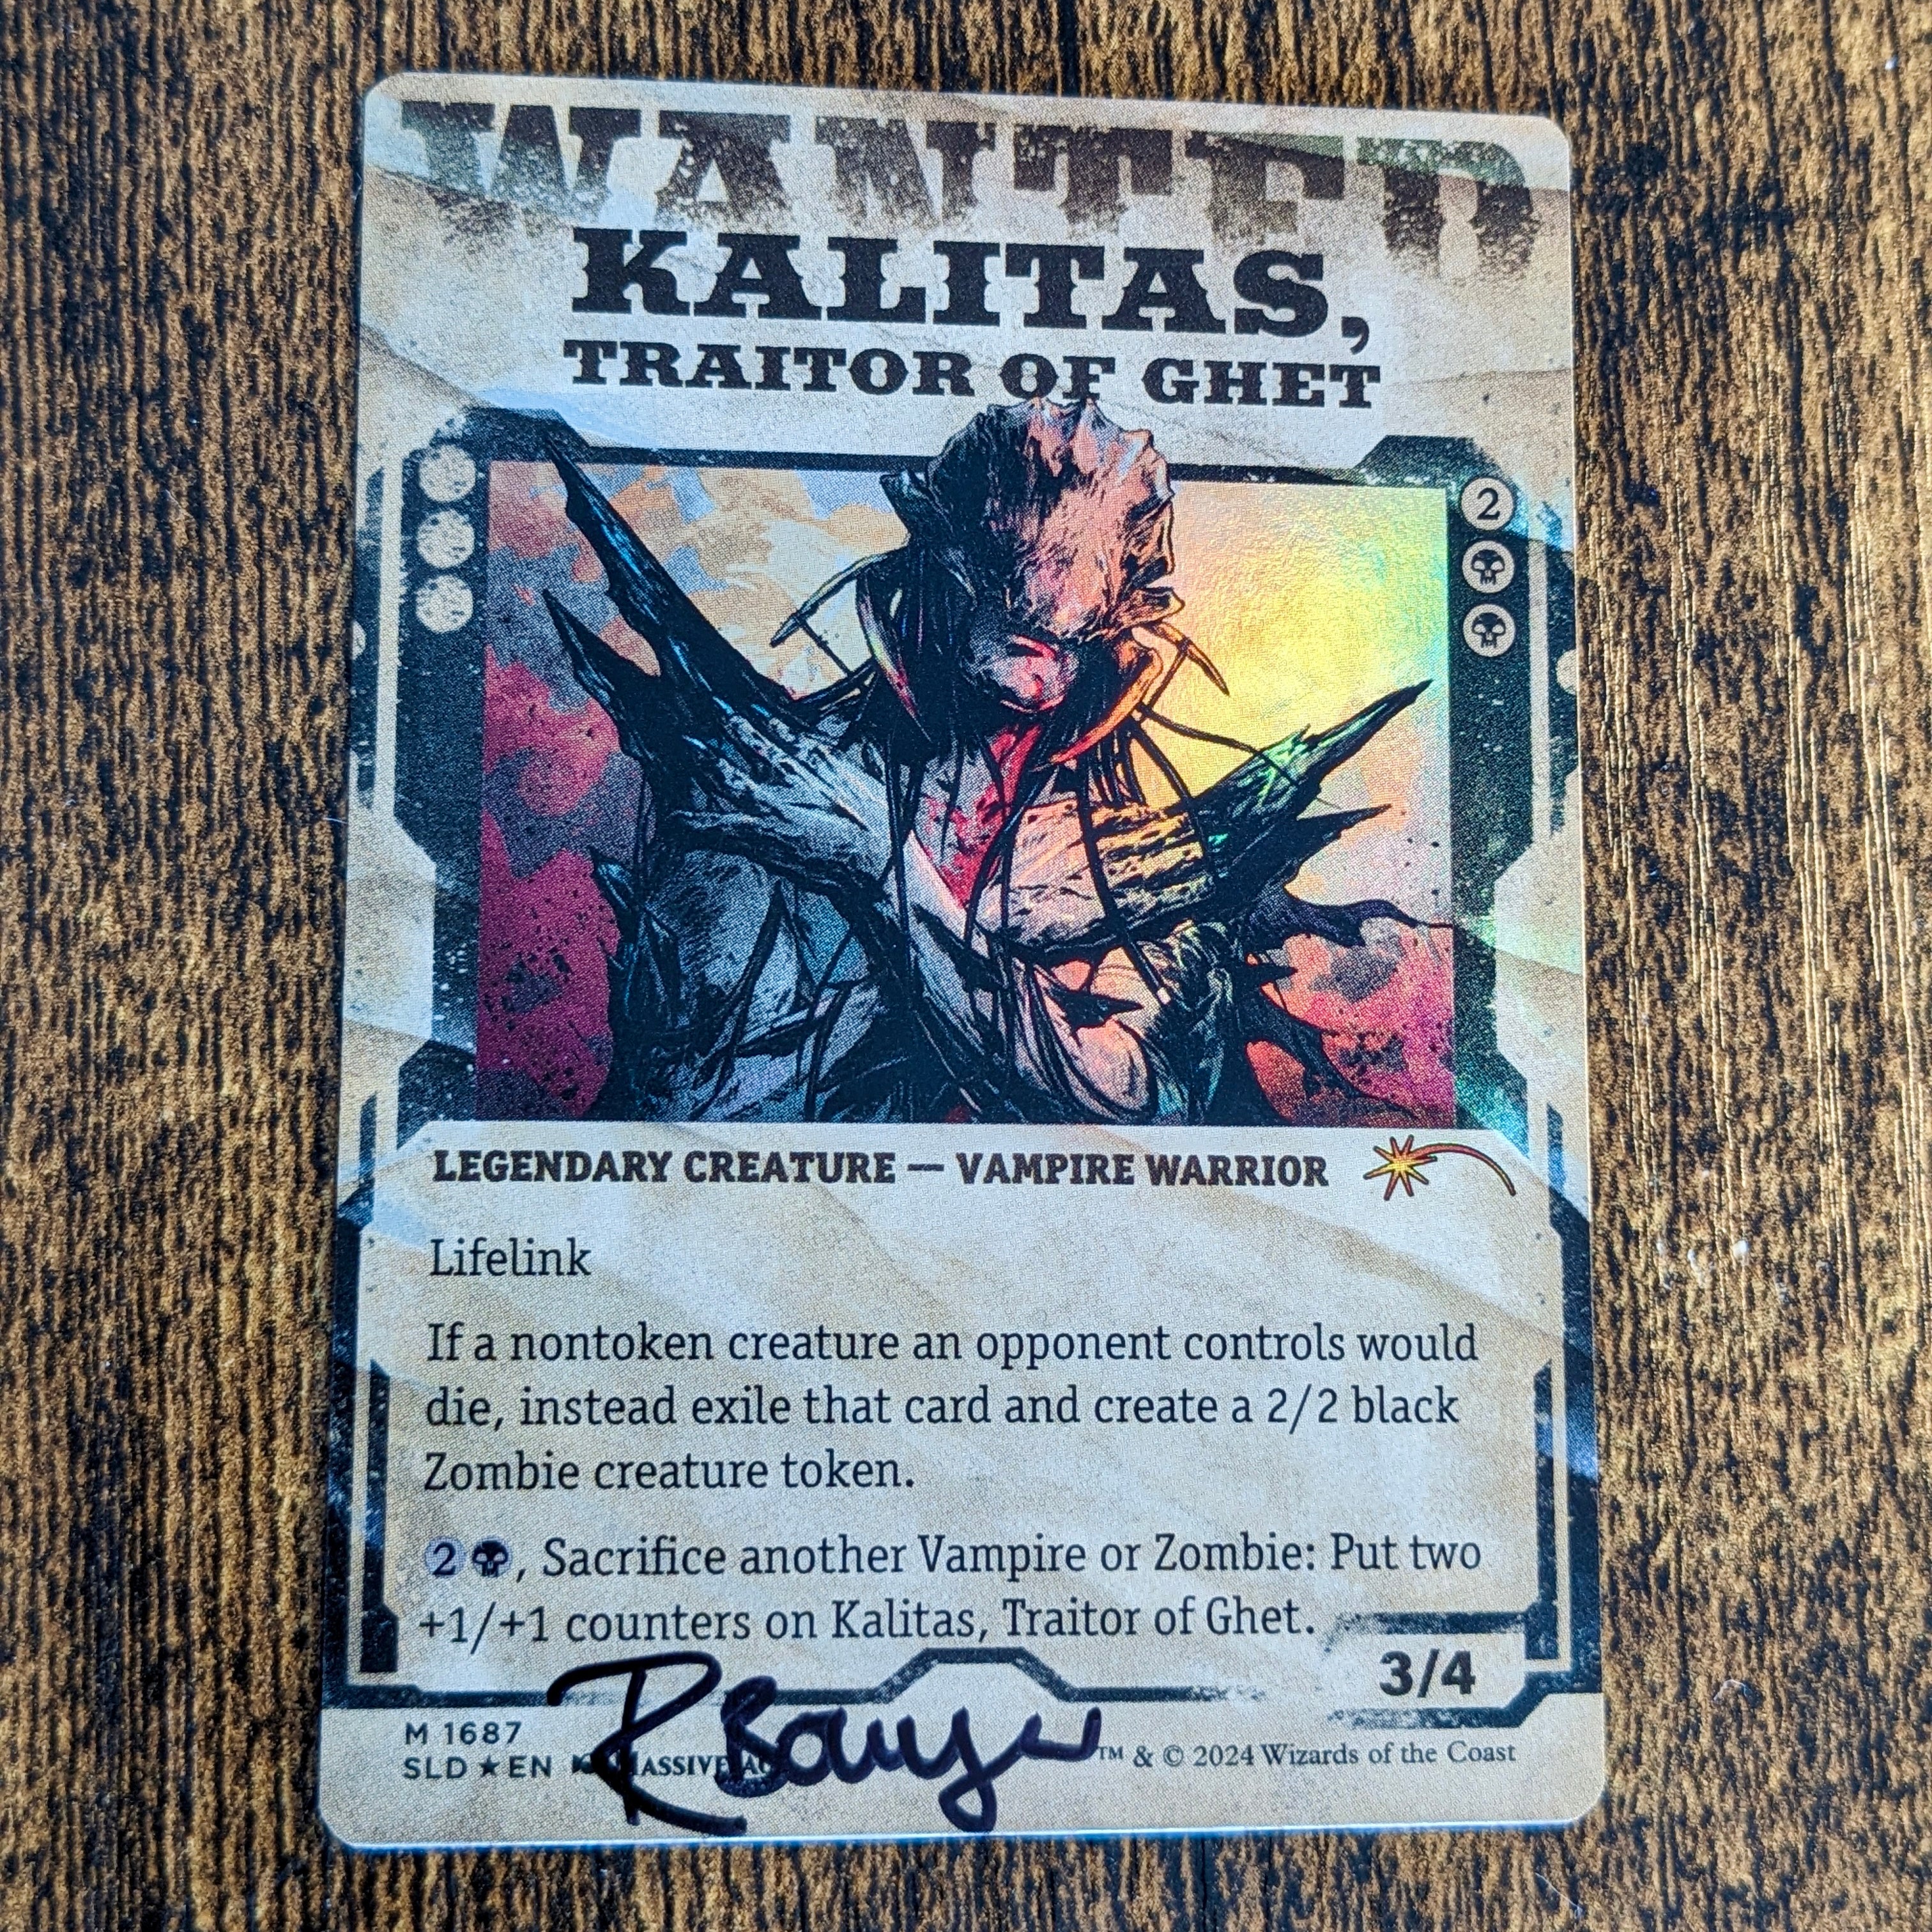 WANTED
KALITAS,
TRAITOR OF GHET
2
LEGENDARY CREATURE — VAMPIRE WARRIOR
Lifelink
If a nontoken creature an opponent controls would
die, instead exile that card and create a 2/2 black
Zombie creature token.
2, Sacrifice another Vampire or Zombie: Put two
+1/+1 counters on Kalitas, Traitor of Ghet.
3/4
M 1687
SLD ★ EN ™ & © 2024 Wizards of the Coast